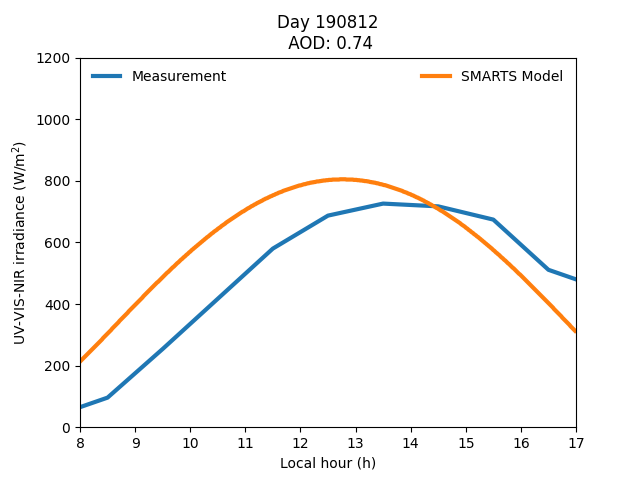 Day 190812
AOD: 0.74
Measurement
SMARTS Model
UV-VIS-NIR irradiance (W/m²)
1200
1000
800
600
400
200
0
8 9 10 11 12 13 14 15 16 17
Local hour (h)